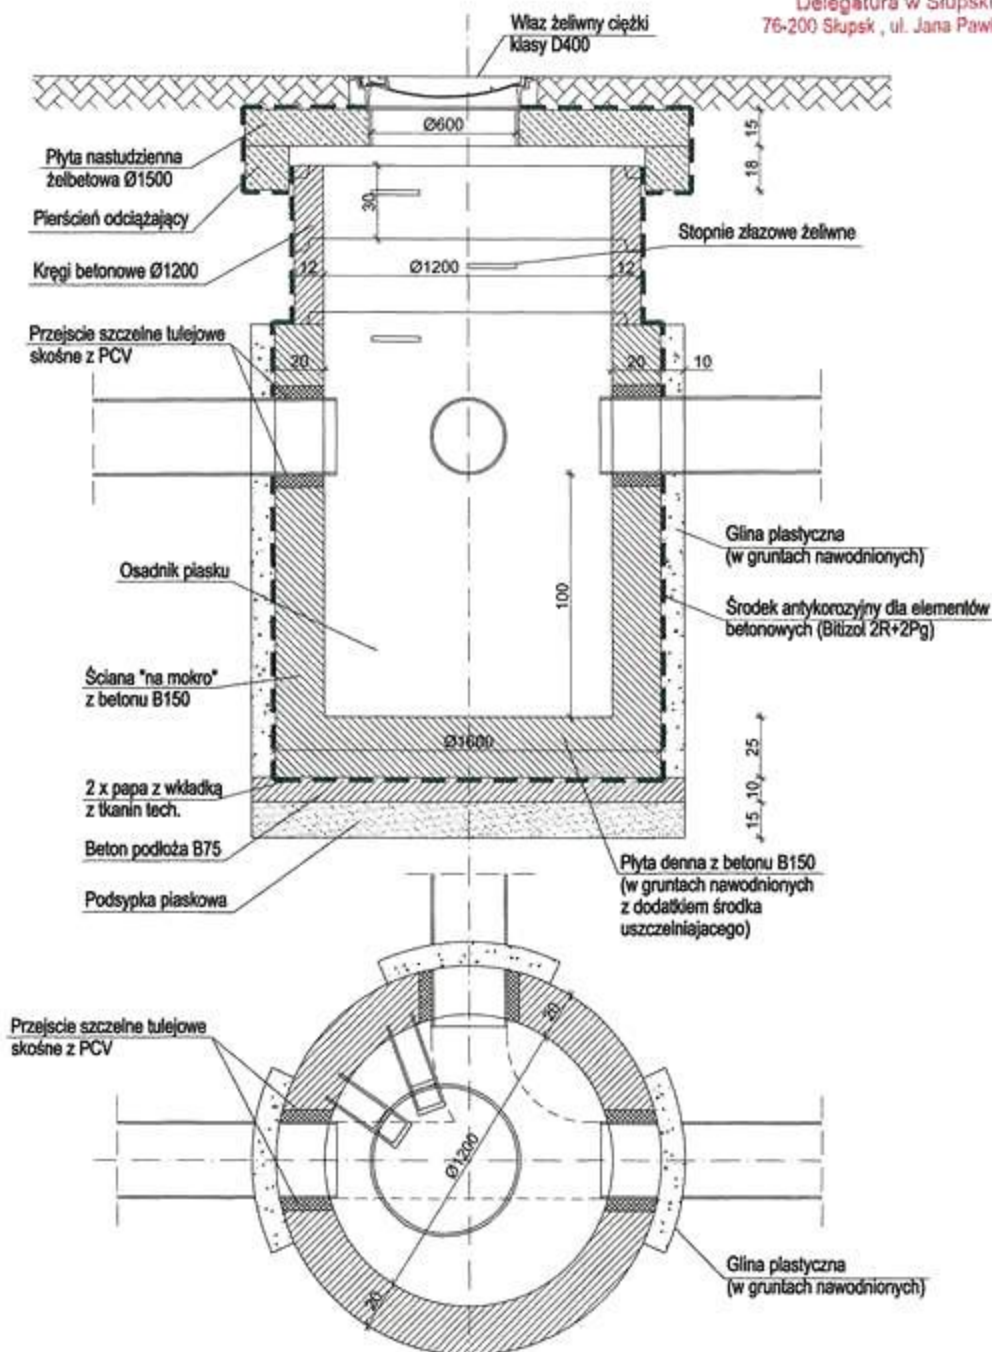 Delegatura w Słupsk
76-200 Słupsk , ul. Jana Pawł
Właz żeliwny ciężki
klasy D400
Ø600
15
18
Płyta nastudzienna
żelbetowa Ø1500
Pierścień odciążający
30
Stopnie złazowe żeliwne
Kręgi betonowe Ø1200
12
Ø1200
12
Przejscie szczelne tulejowe
skośne z PCV
20
20
10
Glina plastyczna
(w gruntach nawodnionych)
Osadnik piasku
100
Środek antykorozyjny dla elementów
betonowych (Bitizol 2R+2Pg)
Ściana "na mokro"
z betonu B150
Ø1600
25
10
15
2 x papa z wkładką
z tkanin tech.
Beton podłoża B75
Podsypka piaskowa
Płyta denna z betonu B150
(w gruntach nawodnionych
z dodatkiem środka
uszczelniajacego)
Przejscie szczelne tulejowe
skośne z PCV
20
Ø1200
20
Glina plastyczna
(w gruntach nawodnionych)